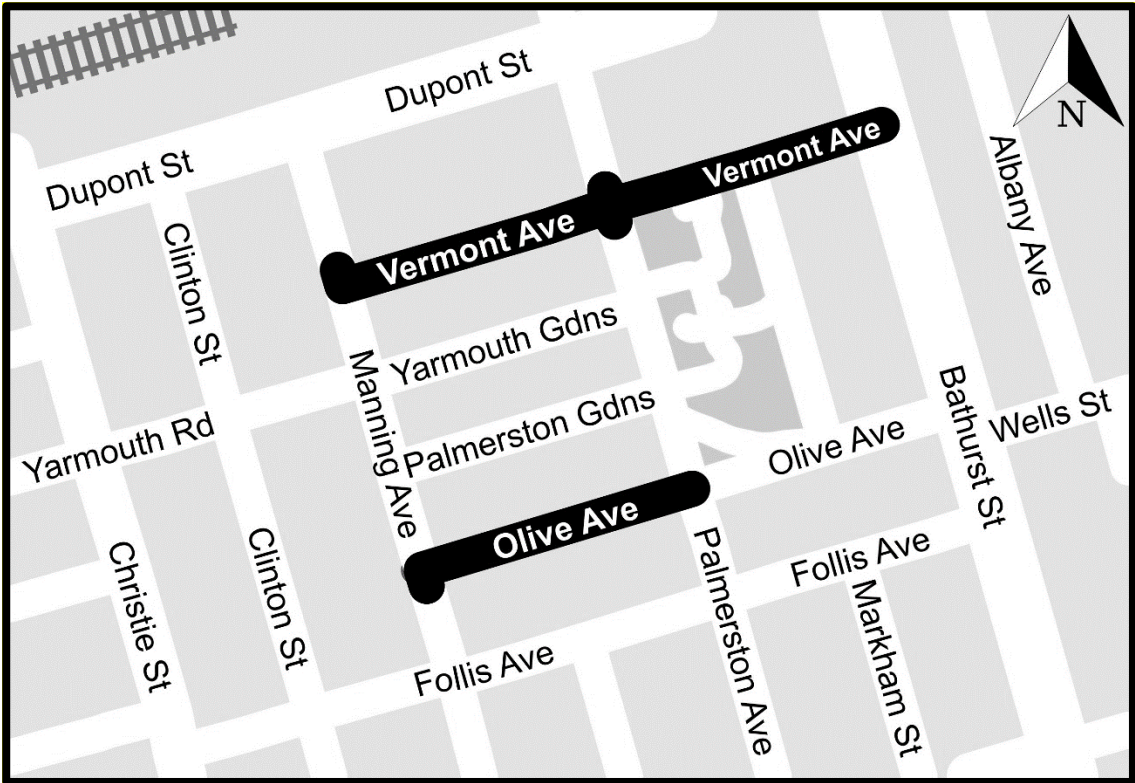 Dupont St
N
Vermont Ave
Dupont St
Albany Ave
Vermont Ave
Clinton St
Yarmouth Gdns
Manning Ave
Palmerston Gdns
Bathurst St
Wells St
Yarmouth Rd
Olive Ave
Olive Ave
Christie St
Clinton St
Palmerston Ave
Follis Ave
Markham St
Follis Ave